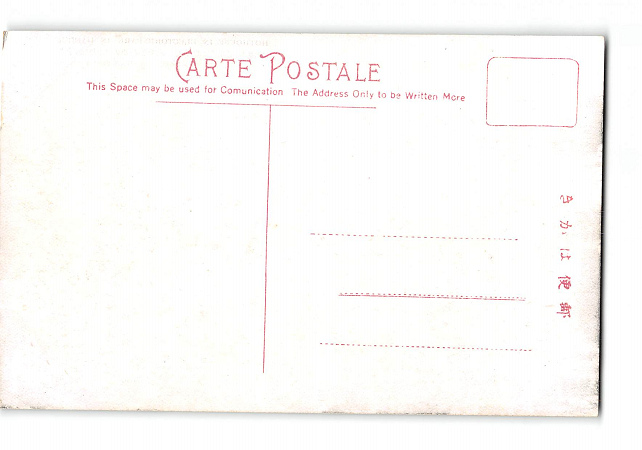 CARTE POSTALE
This Space may be used for Comunication The Address Only to be Written More
郵便はがき